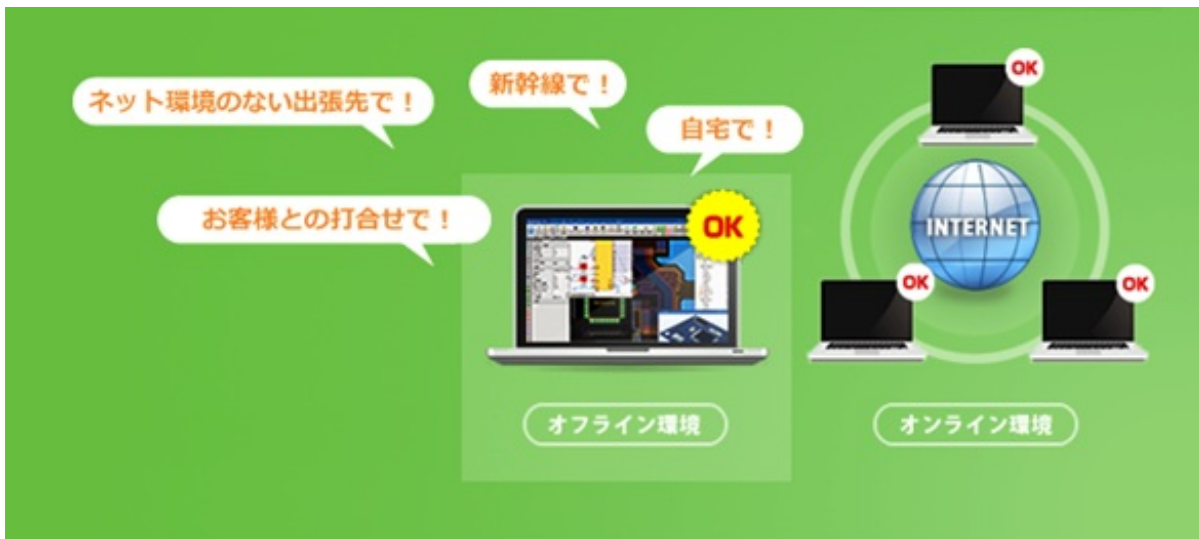 新幹線で！
ネット環境のない出張先で！
自宅で！
お客様との打合せで！
OK
オフライン環境
OK
INTERNET
OK
OK
オンライン環境